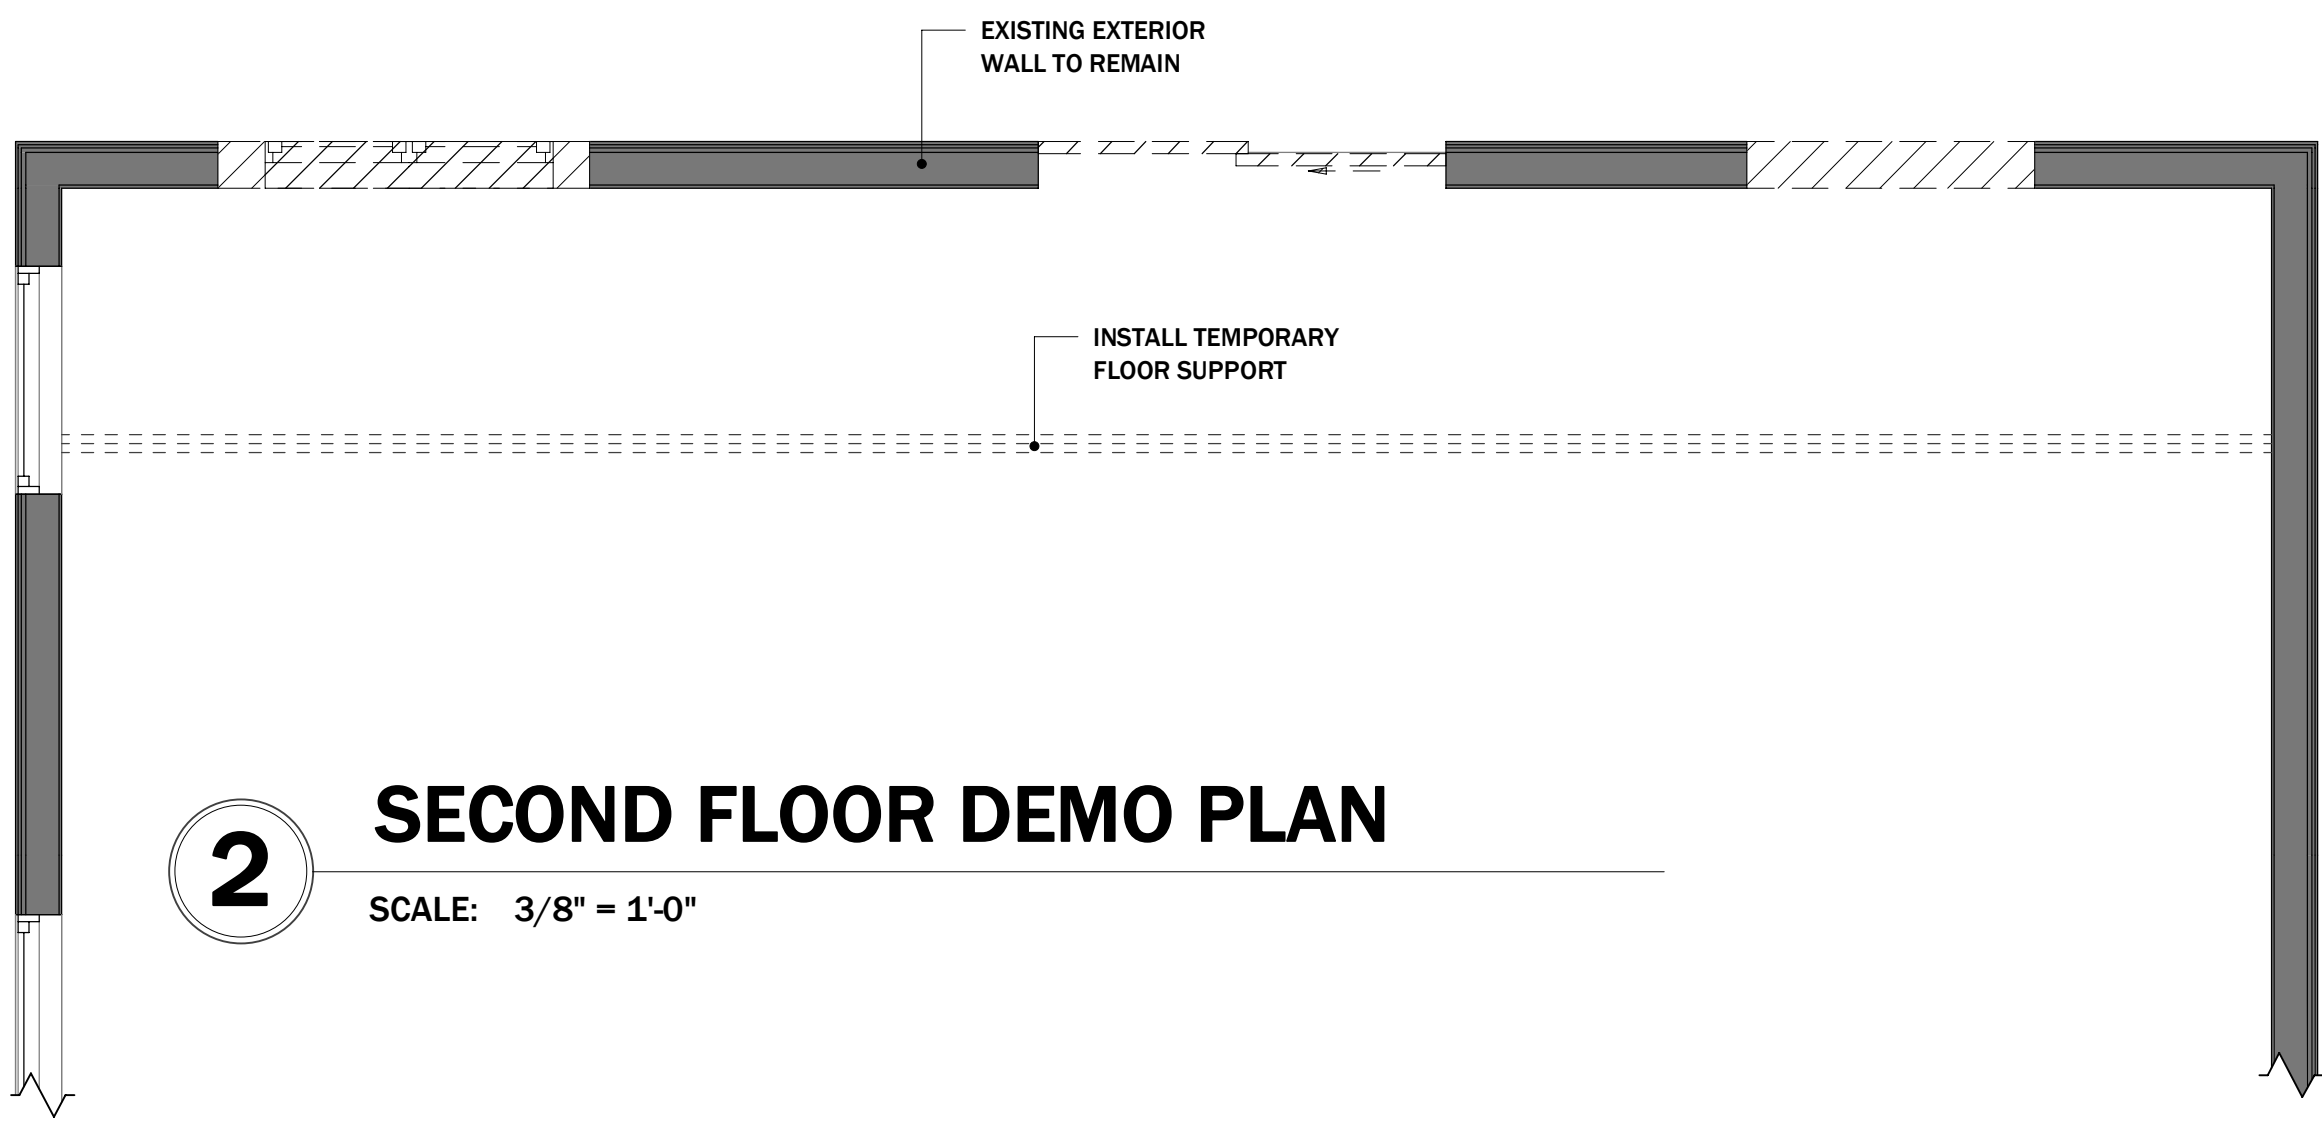 EXISTING EXTERIOR
WALL TO REMAIN
INSTALL TEMPORARY
FLOOR SUPPORT
2
SECOND FLOOR DEMO PLAN
SCALE: 3/8" = 1'-0"